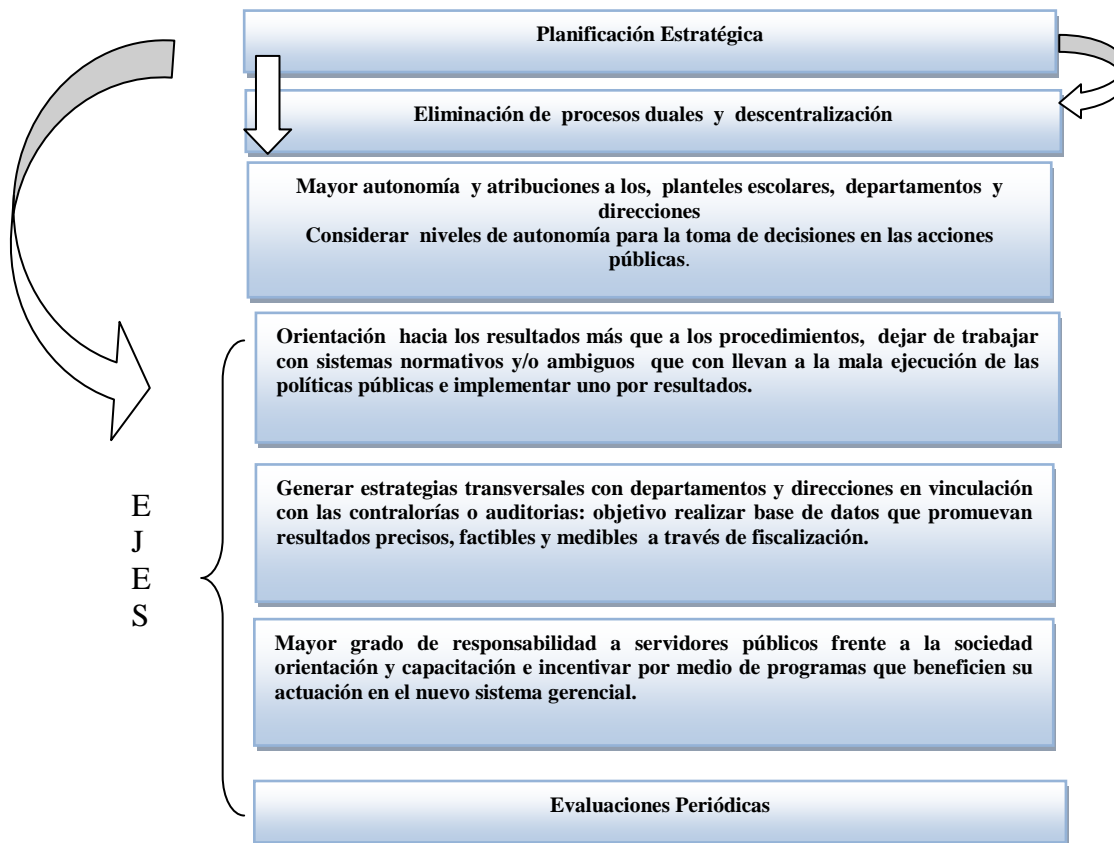 Planificación Estratégica
Eliminación de procesos duales y descentralización
Mayor autonomía y atribuciones a los, planteles escolares, departamentos y
direcciones
Considerar niveles de autonomía para la toma de decisiones en las acciones
públicas.
Orientación hacia los resultados más que a los procedimientos, dejar de trabajar
con sistemas normativos y/o ambiguos que con llevan a la mala ejecución de las
políticas públicas e implementar uno por resultados.
E
J
E
S
Generar estrategias transversales con departamentos y direcciones en vinculación
con las contralorías o auditorias: objetivo realizar base de datos que promuevan
resultados precisos, factibles y medibles a través de fiscalización.
Mayor grado de responsabilidad a servidores públicos frente a la sociedad
orientación y capacitación e incentivar por medio de programas que beneficien su
actuación en el nuevo sistema gerencial.
Evaluaciones Periódicas